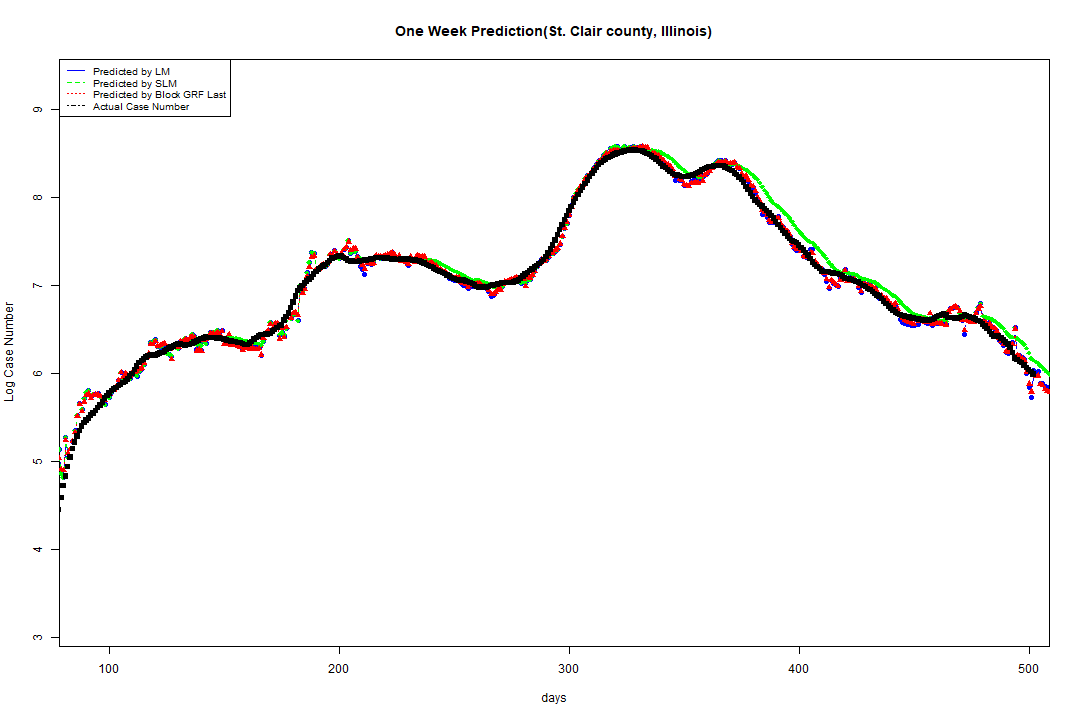 One Week Prediction(St. Clair county, Illinois)
Predicted by LM
Predicted by SLM
Predicted by Block GRF Last
Actual Case Number
Log Case Number
9
8
7
6
5
4
3
100 200 300 400 500
days